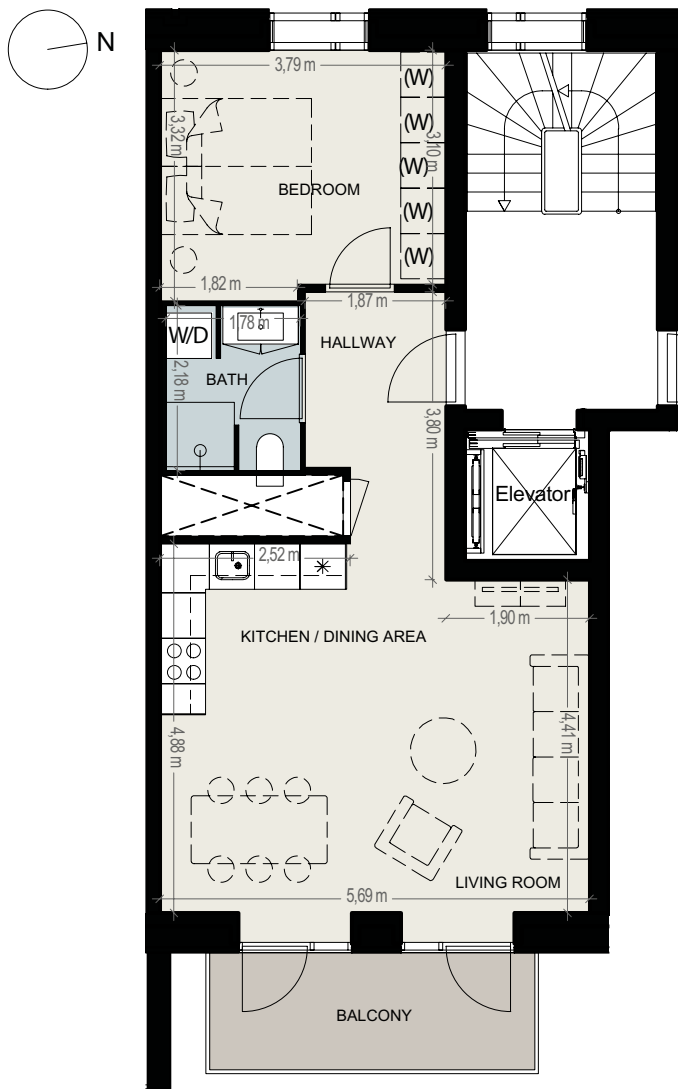 N
3,79 m
(W)
(W)
(W)
(W)
(W)
3,32 m
3,10 m
BEDROOM
1,82 m
1,87 m
1,78 m
W/D
HALLWAY
BATH
2,18 m
3,80 m
Elevator
2,52 m
1,90 m
KITCHEN / DINING AREA
4,88 m
4,41 m
LIVING ROOM
5,69 m
BALCONY